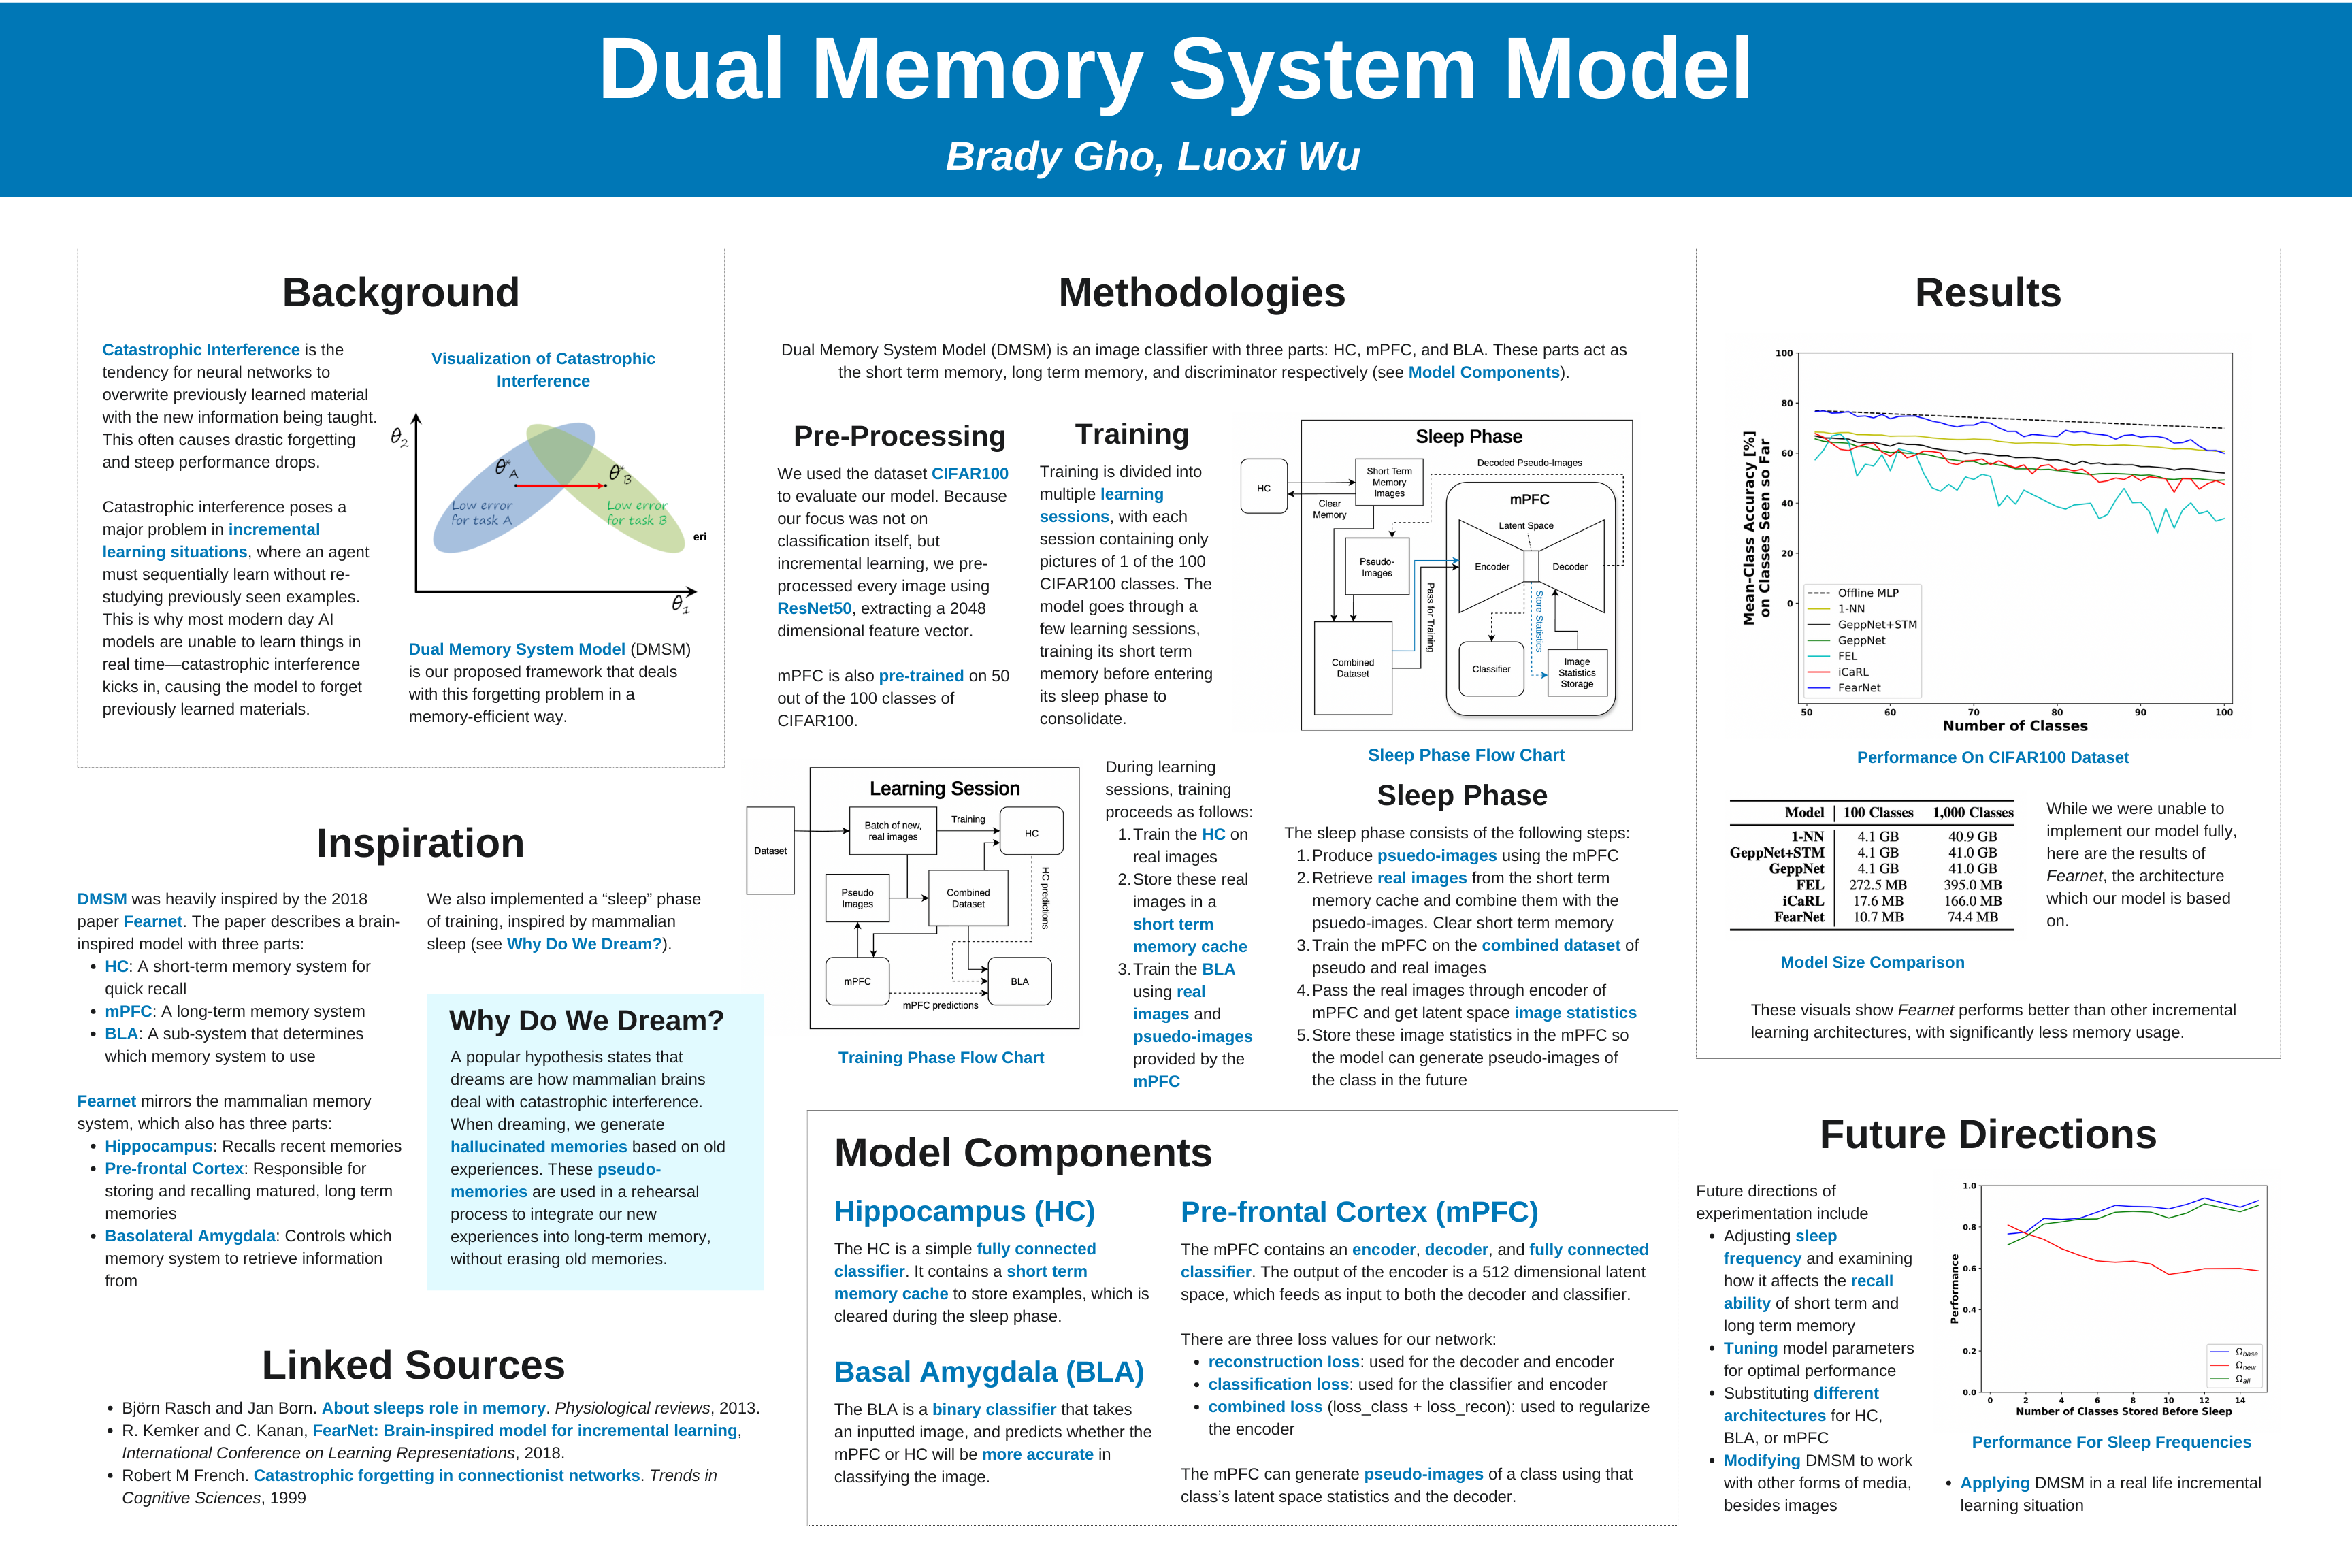 Dual Memory System Model
Brady Gho, Luoxi Wu
Background
Catastrophic Interference is the
tendency for neural networks to
overwrite previously learned material
with the new information being taught.
This often causes drastic forgetting
and steep performance drops.
Catastrophic interference poses a
major problem in incremental
learning situations, where an agent
must sequentially learn without re-
studying previously seen examples.
This is why most modern day AI
models are unable to learn things in
real time—catastrophic interference
kicks in, causing the model to forget
previously learned materials.
Visualization of Catastrophic
Interference
θ2
θ*A
θ*B
Low error
for task A
Low error
for task B
eri
θ1
Dual Memory System Model (DMSM)
is our proposed framework that deals
with this forgetting problem in a
memory-efficient way.
Inspiration
DMSM was heavily inspired by the 2018
paper Fearnet. The paper describes a brain-
inspired model with three parts:
• HC: A short-term memory system for
quick recall
• mPFC: A long-term memory system
• BLA: A sub-system that determines
which memory system to use
Fearnet mirrors the mammalian memory
system, which also has three parts:
• Hippocampus: Recalls recent memories
• Pre-frontal Cortex: Responsible for
storing and recalling matured, long term
memories
• Basolateral Amygdala: Controls which
memory system to retrieve information
from
We also implemented a “sleep” phase
of training, inspired by mammalian
sleep (see Why Do We Dream?).
Why Do We Dream?
A popular hypothesis states that
dreams are how mammalian brains
deal with catastrophic interference.
When dreaming, we generate
hallucinated memories based on old
experiences. These pseudo-
memories are used in a rehearsal
process to integrate our new
experiences into long-term memory,
without erasing old memories.
Linked Sources
• Björn Rasch and Jan Born. About sleeps role in memory. Physiological reviews, 2013.
• R. Kemker and C. Kanan, FearNet: Brain-inspired model for incremental learning,
International Conference on Learning Representations, 2018.
• Robert M French. Catastrophic forgetting in connectionist networks. Trends in
Cognitive Sciences, 1999
Methodologies
Dual Memory System Model (DMSM) is an image classifier with three parts: HC, mPFC, and BLA. These parts act as
the short term memory, long term memory, and discriminator respectively (see Model Components).
Pre-Processing
We used the dataset CIFAR100
to evaluate our model. Because
our focus was not on
classification itself, but
incremental learning, we pre-
processed every image using
ResNet50, extracting a 2048
dimensional feature vector.
mPFC is also pre-trained on 50
out of the 100 classes of
CIFAR100.
Training
Training is divided into
multiple learning
sessions, with each
session containing only
pictures of 1 of the 100
CIFAR100 classes. The
model goes through a
few learning sessions,
training its short term
memory before entering
its sleep phase to
consolidate.
Sleep Phase
HC
Short Term
Memory
Images
Clear
Memory
Decoded Pseudo-Images
mPFC
Latent Space
Pseudo-
Images
Encoder
Decoder
Pass for Training
Store Statistics
Combined
Dataset
Classifier
Image
Statistics
Storage
Sleep Phase Flow Chart
Learning Session
Dataset
Batch of new,
real images
Training
HC
Pseudo
Images
Combined
Dataset
HC predictions
mPFC
BLA
mPFC predictions
Training Phase Flow Chart
During learning
sessions, training
proceeds as follows:
1. Train the HC on
real images
2. Store these real
images in a
short term
memory cache
3. Train the BLA
using real
images and
psuedo-images
provided by the
mPFC
Sleep Phase
The sleep phase consists of the following steps:
1. Produce psuedo-images using the mPFC
2. Retrieve real images from the short term
memory cache and combine them with the
psuedo-images. Clear short term memory
3. Train the mPFC on the combined dataset of
pseudo and real images
4. Pass the real images through encoder of
mPFC and get latent space image statistics
5. Store these image statistics in the mPFC so
the model can generate pseudo-images of
the class in the future
Model Components
Hippocampus (HC)
The HC is a simple fully connected
classifier. It contains a short term
memory cache to store examples, which is
cleared during the sleep phase.
Basal Amygdala (BLA)
The BLA is a binary classifier that takes
an inputted image, and predicts whether the
mPFC or HC will be more accurate in
classifying the image.
Pre-frontal Cortex (mPFC)
The mPFC contains an encoder, decoder, and fully connected
classifier. The output of the encoder is a 512 dimensional latent
space, which feeds as input to both the decoder and classifier.
There are three loss values for our network:
• reconstruction loss: used for the decoder and encoder
• classification loss: used for the classifier and encoder
• combined loss (loss_class + loss_recon): used to regularize
the encoder
The mPFC can generate pseudo-images of a class using that
class’s latent space statistics and the decoder.
Results
Mean-Class Accuracy [%]
on Classes Seen so Far
100
80
60
40
20
0
Offline MLP
1-NN
GeppNet+STM
GeppNet
FEL
iCaRL
FearNet
50 60 70 80 90 100
Number of Classes
Performance On CIFAR100 Dataset
Model 100 Classes 1,000 Classes
1-NN 4.1 GB 40.9 GB
GeppNet+STM 4.1 GB 41.0 GB
GeppNet 4.1 GB 41.0 GB
FEL 272.5 MB 395.0 MB
iCaRL 17.6 MB 166.0 MB
FearNet 10.7 MB 74.4 MB
Model Size Comparison
While we were unable to
implement our model fully,
here are the results of
Fearnet, the architecture
which our model is based
on.
These visuals show Fearnet performs better than other incremental
learning architectures, with significantly less memory usage.
Future Directions
Future directions of
experimentation include
• Adjusting sleep
frequency and examining
how it affects the recall
ability of short term and
long term memory
• Tuning model parameters
for optimal performance
• Substituting different
architectures for HC,
BLA, or mPFC
• Modifying DMSM to work
with other forms of media,
besides images
Performance
1.0
0.8
0.6
0.4
0.2
0.0
Ωbase
Ωnew
Ωall
0 2 4 6 8 10 12 14
Number of Classes Stored Before Sleep
Performance For Sleep Frequencies
• Applying DMSM in a real life incremental
learning situation